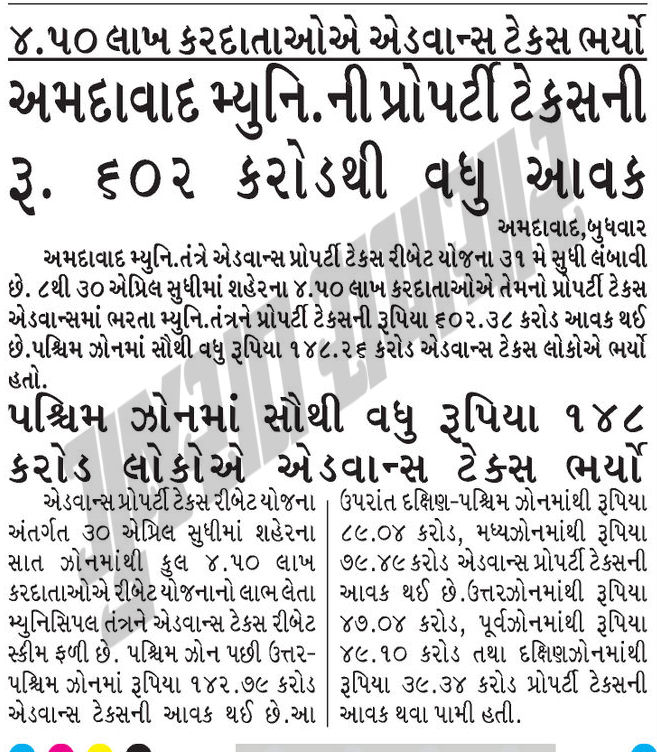 ૪.૫૦ લાખ કરદાતાઓએ એડવાન્સ ટેકસ ભર્યો
અમદાવાદ મ્યુનિ.ની પ્રોપર્ટી ટેકસની
રૂ. ૬૦૨ કરોડથી વધુ આવક
અમદાવાદ,બુધવાર
અમદાવાદ મ્યુનિ.તંત્રે એડવાન્સ પ્રોપર્ટી ટેકસ રીબેટ યોજના ૩૧ મે સુધી લંબાવી
છે. ૮થી ૩૦ એપ્રિલ સુધીમાં શહેરના ૪.૫૦ લાખ કરદાતાઓએ તેમનો પ્રોપર્ટી ટેકસ
એડવાન્સમાં ભરતા મ્યુનિ.તંત્રને પ્રોપર્ટી ટેકસની રૂપિયા ૬૦૨.૩૮ કરોડ આવક થઈ
છે.પશ્ચિમ ઝોનમાં સૌથી વધુ રૂપિયા ૧૪૮.૨૬ કરોડ એડવાન્સ ટેકસ લોકોએ ભર્યો
હતો.
પશ્ચિમ ઝોનમાં સૌથી વધુ રૂપિયા ૧૪૮
કરોડ લોકોએ એડવાન્સ ટેક્સ ભર્યો
એડવાન્સ પ્રોપર્ટી ટેકસ રીબેટ યોજના
અંતર્ગત ૩૦ એપ્રિલ સુધીમાં શહેરના
સાત ઝોનમાંથી કુલ ૪.૫૦ લાખ
કરદાતાઓએ રીબેટ યોજનાનો લાભ લેતા
મ્યુનિસિપલ તંત્રને એડવાન્સ ટેકસ રીબેટ
સ્કીમ ફળી છે. પશ્ચિમ ઝોન પછી ઉત્તર-
પશ્ચિમ ઝોનમાં રૂપિયા ૧૪૨.૭૯ કરોડ
એડવાન્સ ટેકસની આવક થઈ છે.આ
ઉપરાંત દક્ષિણ-પશ્ચિમ ઝોનમાંથી રૂપિયા
૮૯.૦૪ કરોડ, મધ્યઝોનમાંથી રૂપિયા
૭૯.૪૯ કરોડ એડવાન્સ પ્રોપર્ટી ટેકસની
આવક થઈ છે.ઉત્તરઝોનમાંથી રૂપિયા
૪૭.૦૪ કરોડ, પૂર્વઝોનમાંથી રૂપિયા
૪૯.૧૦ કરોડ તથા દક્ષિણઝોનમાંથી
રૂપિયા ૩૯.૩૪ કરોડ પ્રોપર્ટી ટેકસની
આવક થવા પામી હતી.
ગુજરાત સમાચાર